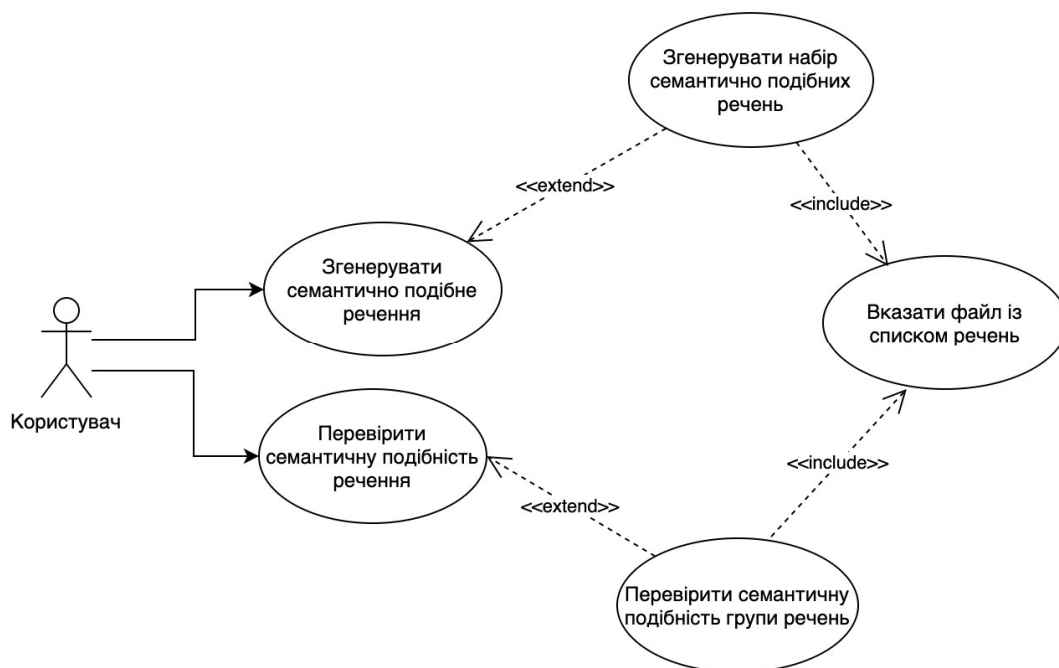 Згенерувати набір
семантично подібних
речень
<<extend>>
<<include>>
Згенерувати
семантично подібне
речення
Вказати файл із
списком речень
Користувач
Перевірити
семантичну подібність
речення
<<include>>
<<extend>>
Перевірити семантичну
подібність групи речень